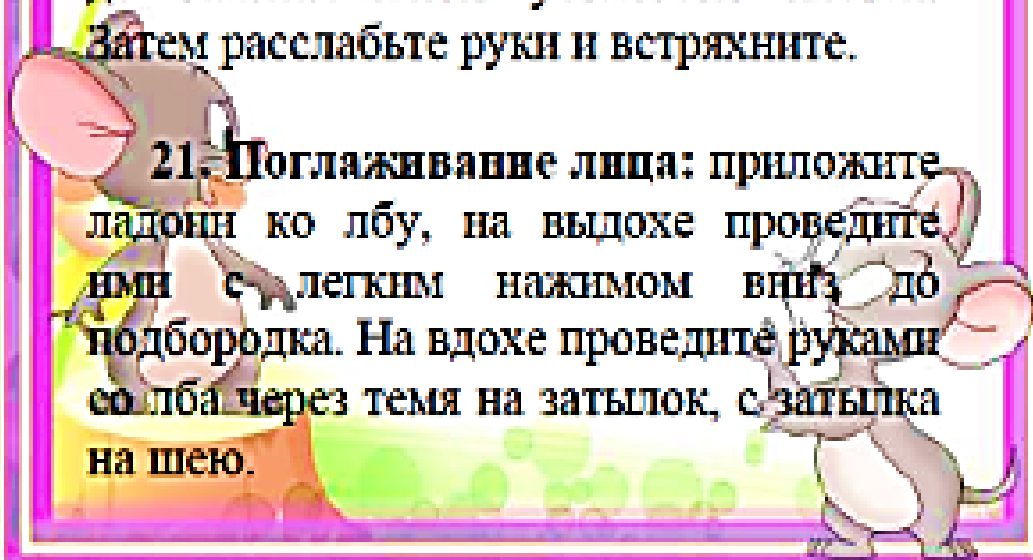 Затем расслабьте руки и встряхните.
21. Поглаживание лица: приложите
ладони ко лбу, на выдохе проведите
ими с легким нажимом вниз до
подбородка. На вдохе проведите руками
со лба через темя на затылок, с затылка
на шею.